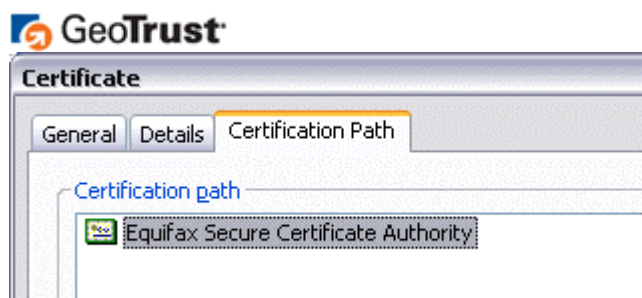 GeoTrust
Certificate
General Details Certification Path
Certification path
Equifax Secure Certificate Authority